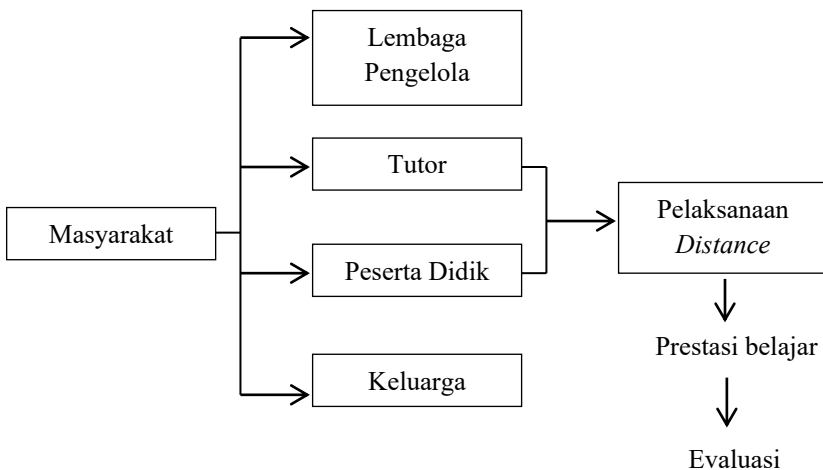 Lembaga
Pengelola
Tutor
Masyarakat
Peserta Didik
Keluarga
Pelaksanaan
Distance
Prestasi belajar
Evaluasi